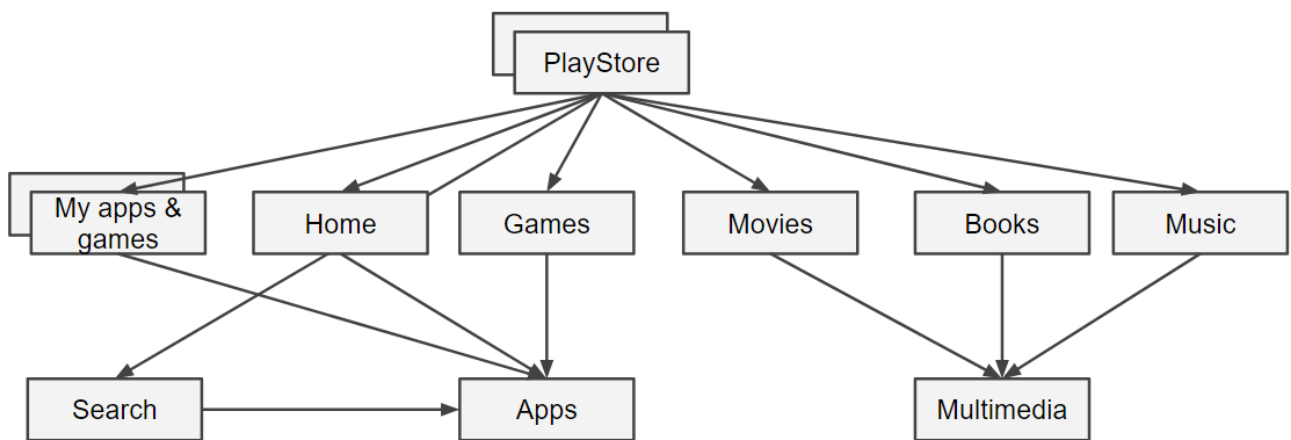 PlayStore
My apps &
games
Home
Games
Movies
Books
Music
Search
Apps
Multimedia